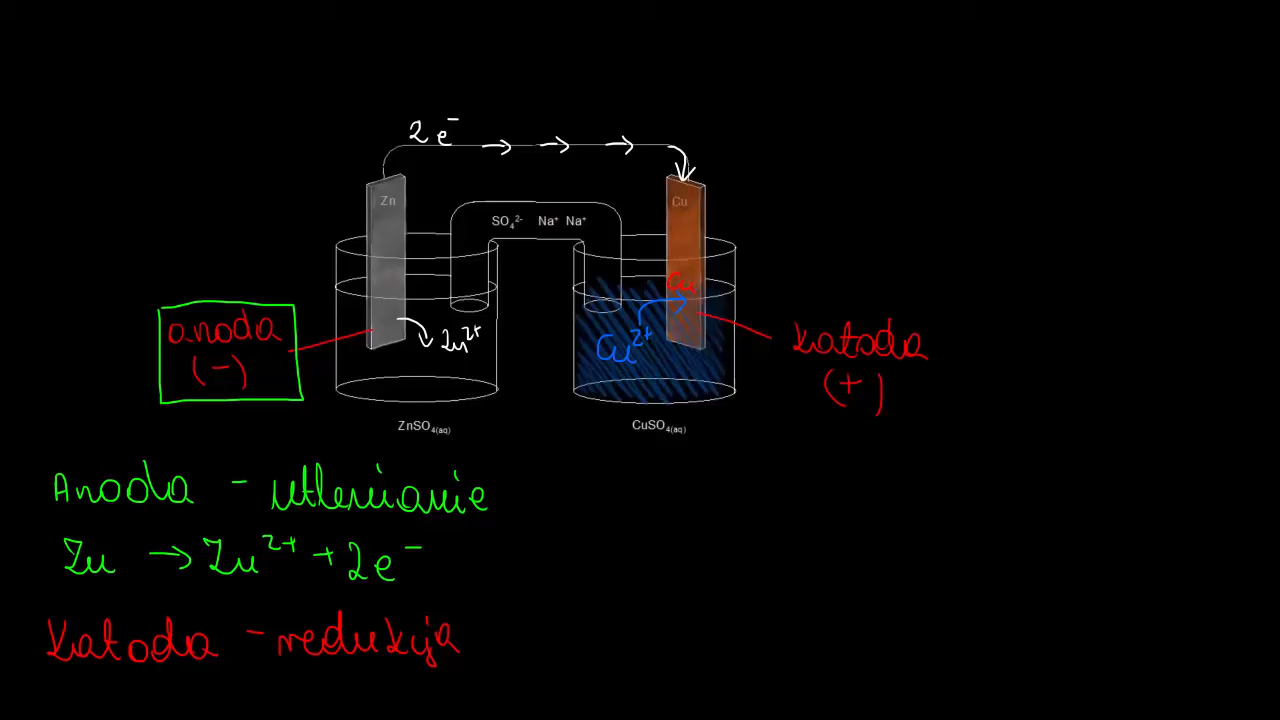 2 e⁻
Zn
Cu
SO₄²⁻ Na⁺ Na⁺
Cu
anoda
(-)
Zn²⁺
Cu²⁺
katoda
(+)
ZnSO₄(aq)
CuSO₄(aq)
Anoda - utlenianie
Zn → Zn²⁺ + 2e⁻
Katoda - redukcja